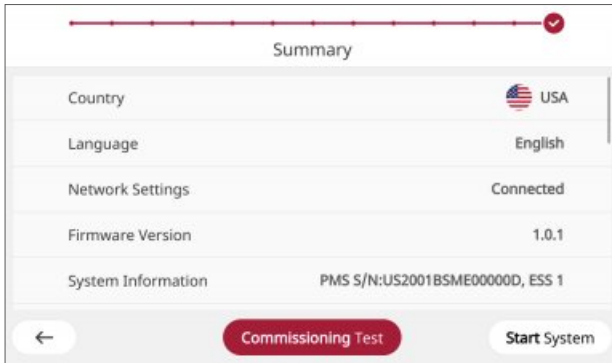 Summary
Country USA
Language English
Network Settings Connected
Firmware Version 1.0.1
System Information PMS S/N:US2001BSME00000D, ESS 1
Commissioning Test Start System